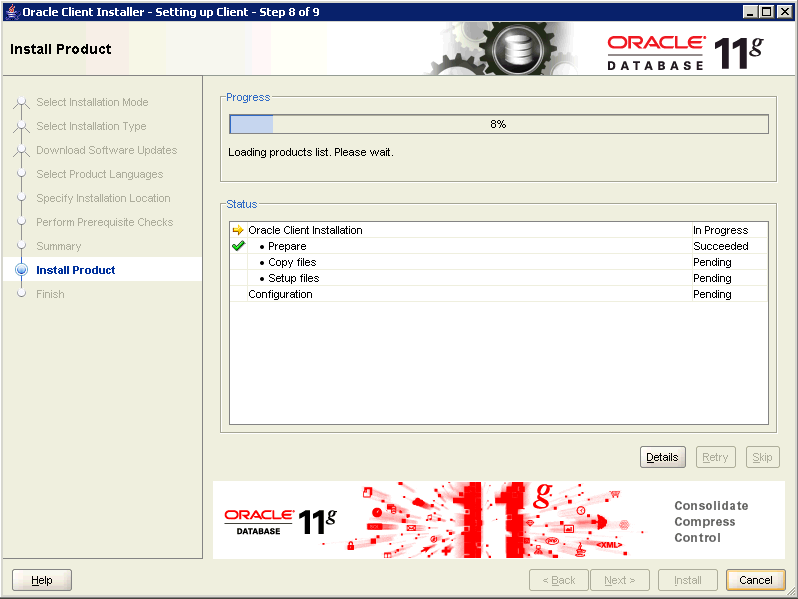 Oracle Client Installer - Setting up Client - Step 8 of 9
Install Product
ORACLE
DATABASE 11g
Select Installation Mode
Select Installation Type
Download Software Updates
Select Product Languages
Specify Installation Location
Perform Prerequisite Checks
Summary
Install Product
Finish
Progress
8%
Loading products list. Please wait.
Status
Oracle Client Installation In Progress
• Prepare Succeeded
• Copy files Pending
• Setup files Pending
Configuration Pending
Details Retry Skip
11g
ORACLE
DATABASE 11g
<XML>
Consolidate
Compress
Control
Help < Back Next > Install Cancel